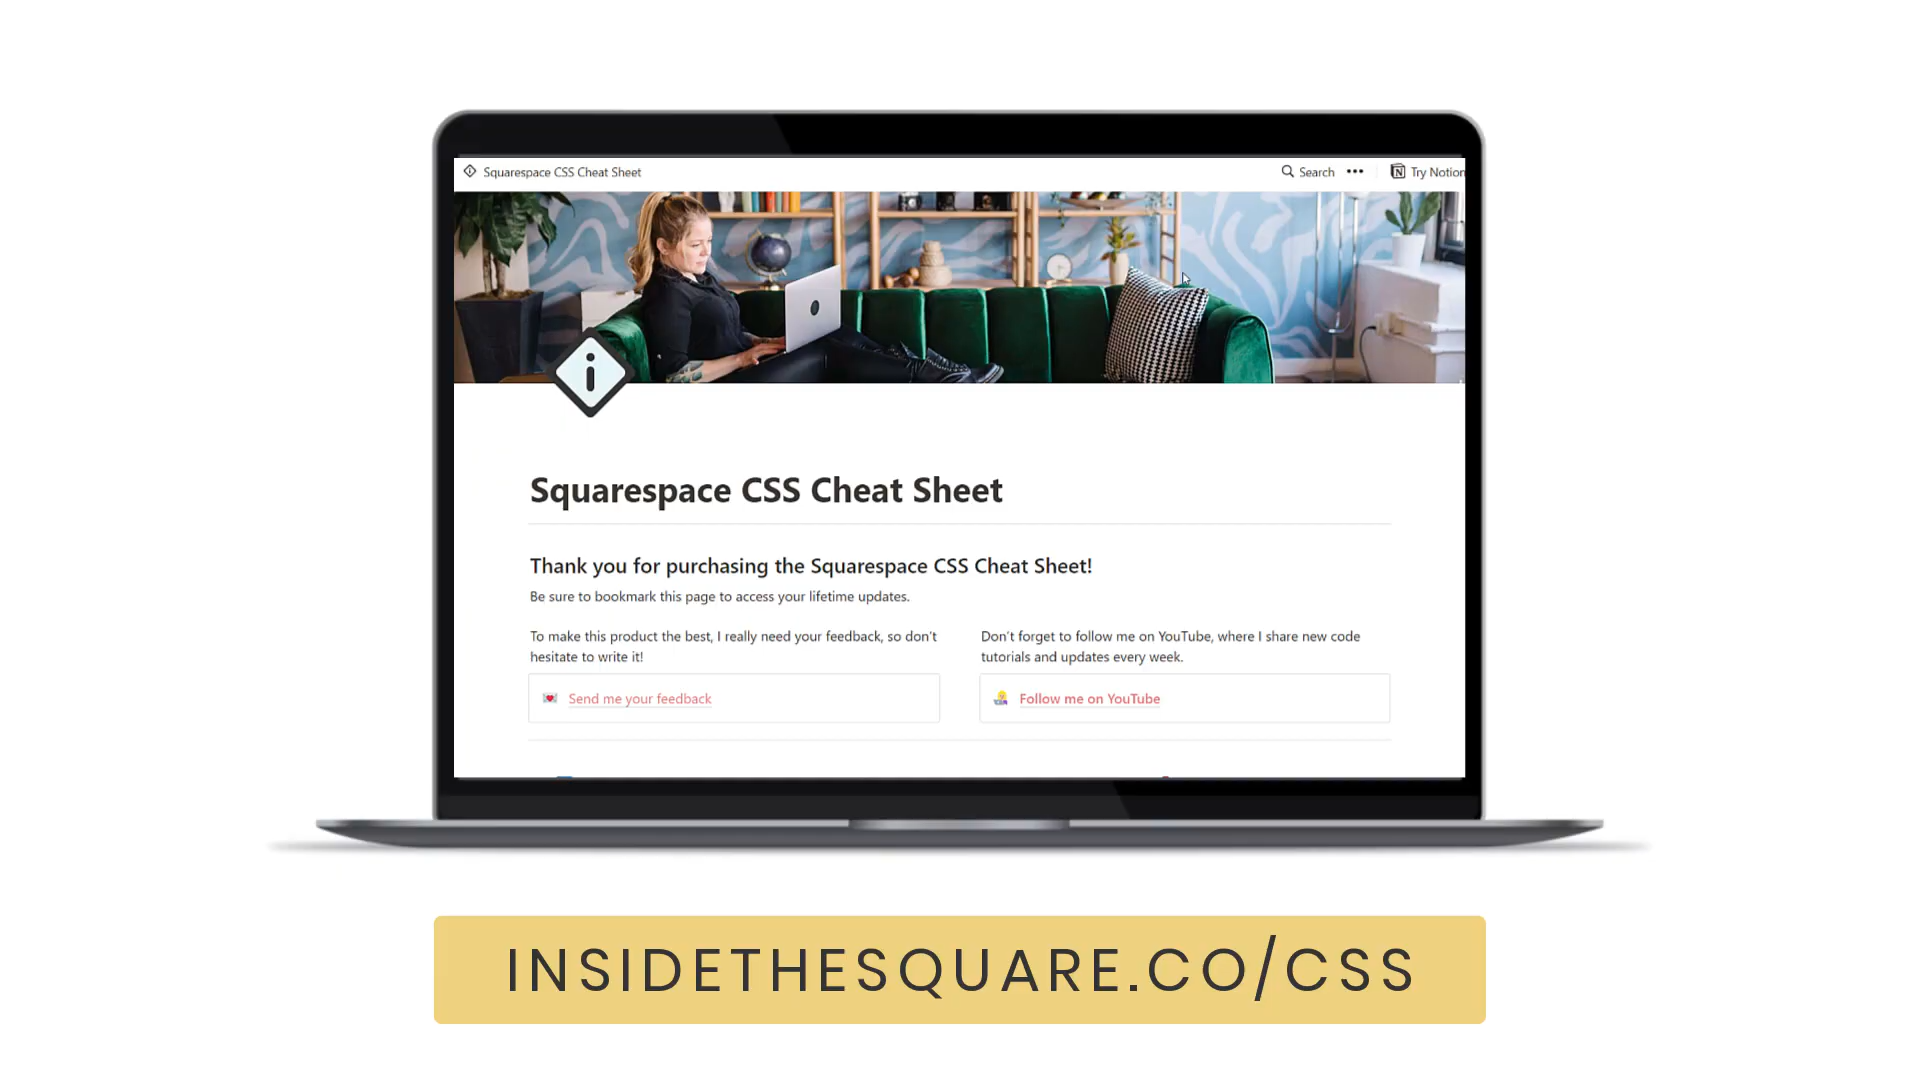 Squarespace CSS Cheat Sheet
Search
Try Notion
Squarespace CSS Cheat Sheet
Thank you for purchasing the Squarespace CSS Cheat Sheet!
Be sure to bookmark this page to access your lifetime updates.
To make this product the best, I really need your feedback, so don't
hesitate to write it!
Send me your feedback
Don't forget to follow me on YouTube, where I share new code
tutorials and updates every week.
Follow me on YouTube
INSIDETHESQUARE.CO/CSS